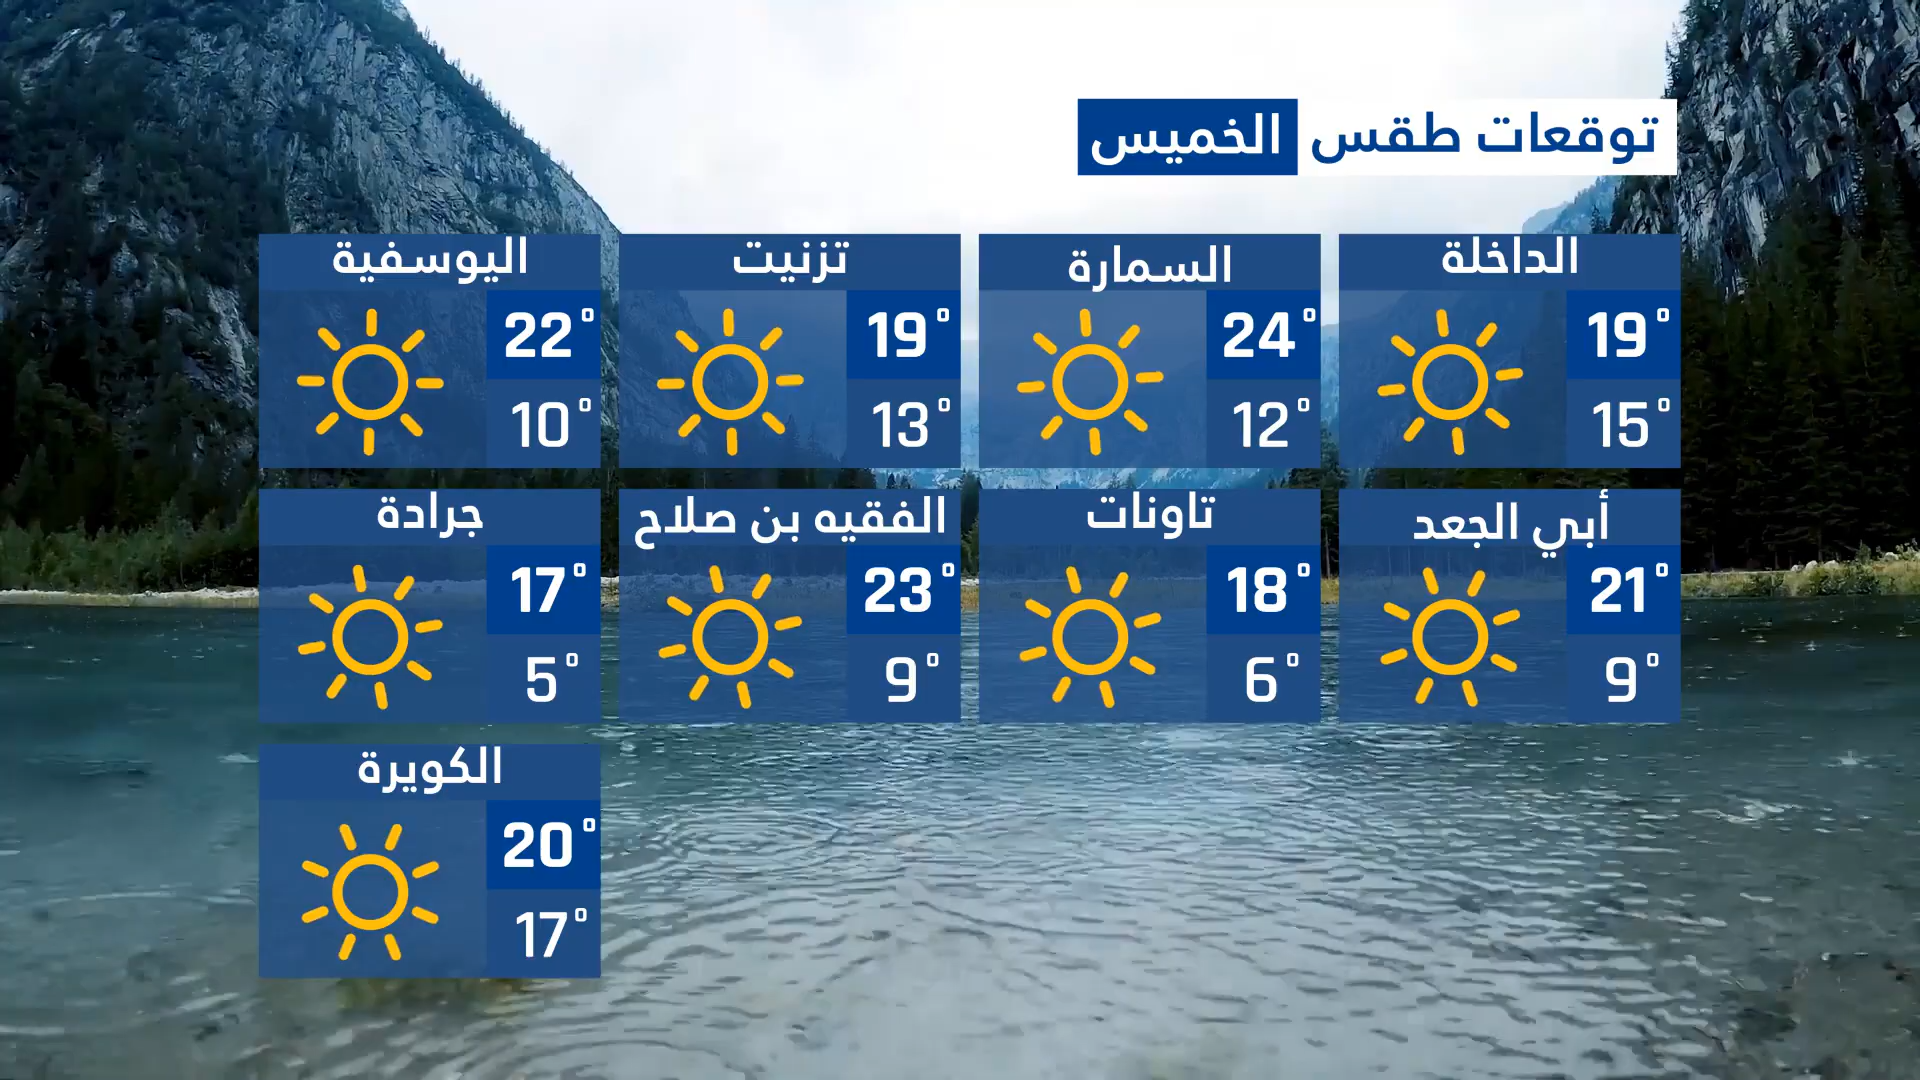 توقعات طقس الخميس
الداخلة
19°
15°
السمارة
24°
12°
تزنيت
19°
13°
اليوسفية
22°
10°
أبي الجعد
21°
9°
تاونات
18°
6°
الفقيه بن صلاح
23°
9°
جرادة
17°
5°
الكويرة
20°
17°